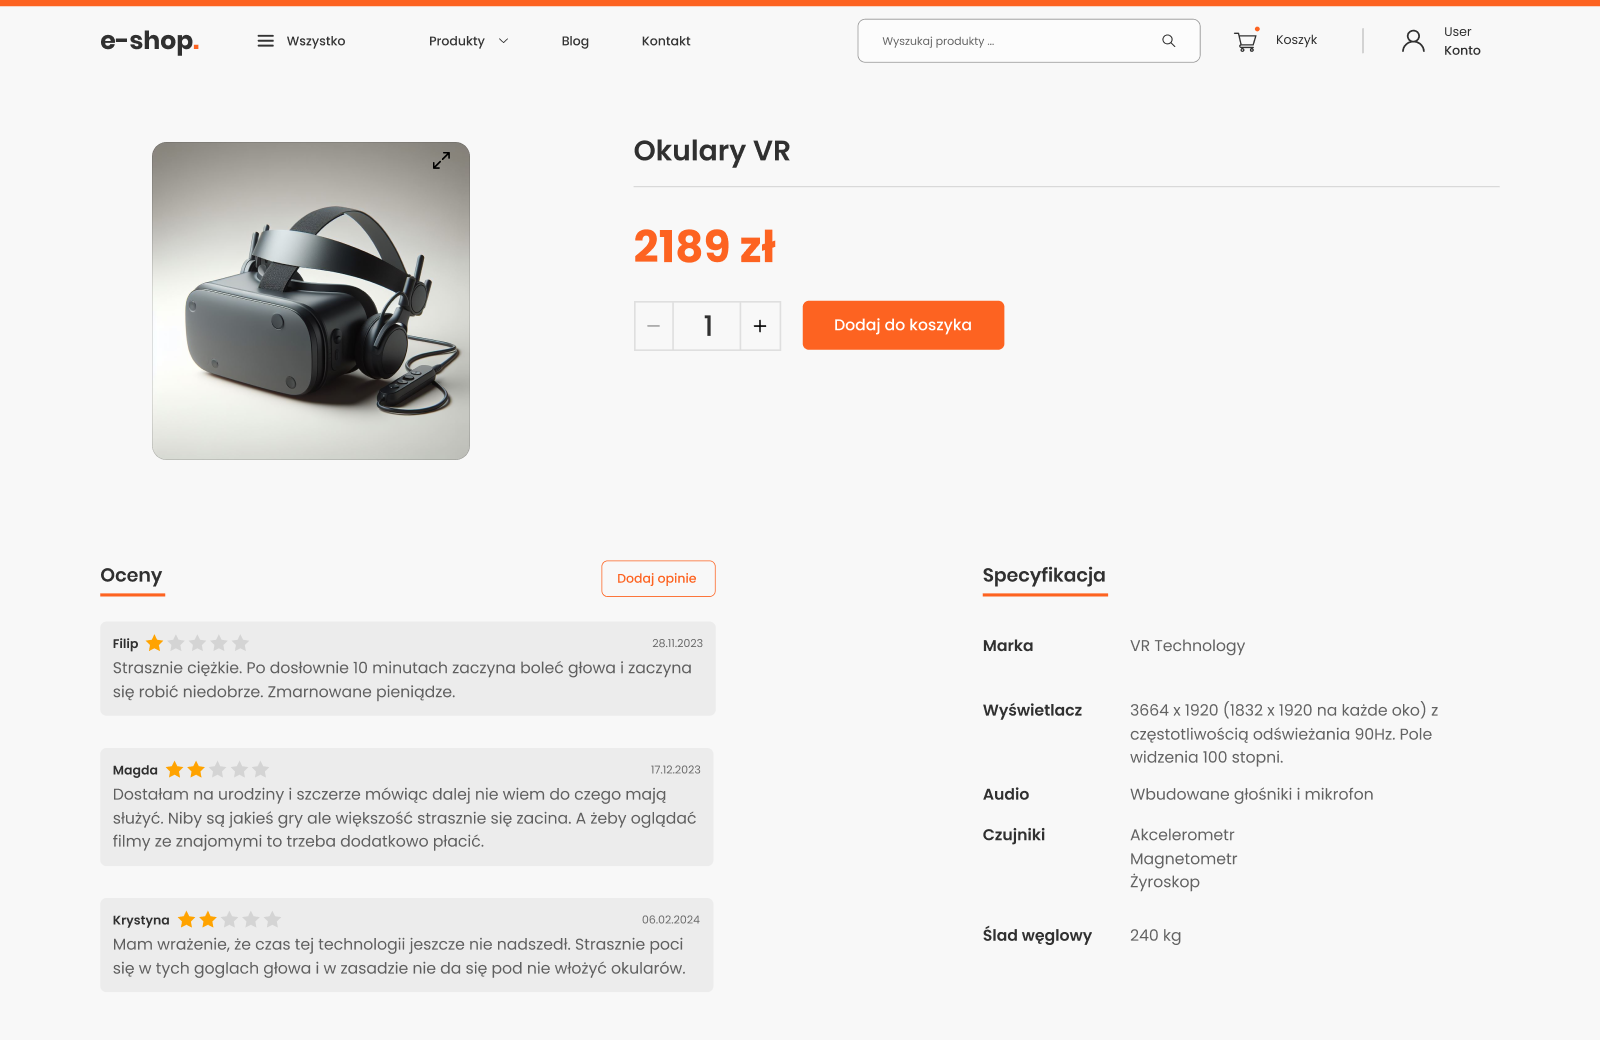 e-shop.
Wszystko
Produkty
Blog
Kontakt
Wyszukaj produkty ...
Koszyk
User
Konto
Okulary VR
2189 zł
− 1 +
Dodaj do koszyka
Oceny
Dodaj opinie
Filip
28.11.2023
Strasznie ciężkie. Po dosłownie 10 minutach zaczyna boleć głowa i zaczyna
się robić niedobrze. Zmarnowane pieniądze.
Magda
17.12.2023
Dostałam na urodziny i szczerze mówiąc dalej nie wiem do czego mają
służyć. Niby są jakieś gry ale większość strasznie się zacina. A żeby oglądać
filmy ze znajomymi to trzeba dodatkowo płacić.
Krystyna
06.02.2024
Mam wrażenie, że czas tej technologii jeszcze nie nadszedł. Strasznie poci
się w tych goglach głowa i w zasadzie nie da się pod nie włożyć okularów.
Specyfikacja
Marka
VR Technology
Wyświetlacz
3664 x 1920 (1832 x 1920 na każde oko) z
częstotliwością odświeżania 90Hz. Pole
widzenia 100 stopni.
Audio
Wbudowane głośniki i mikrofon
Czujniki
Akcelerometr
Magnetometr
Żyroskop
Ślad węglowy
240 kg